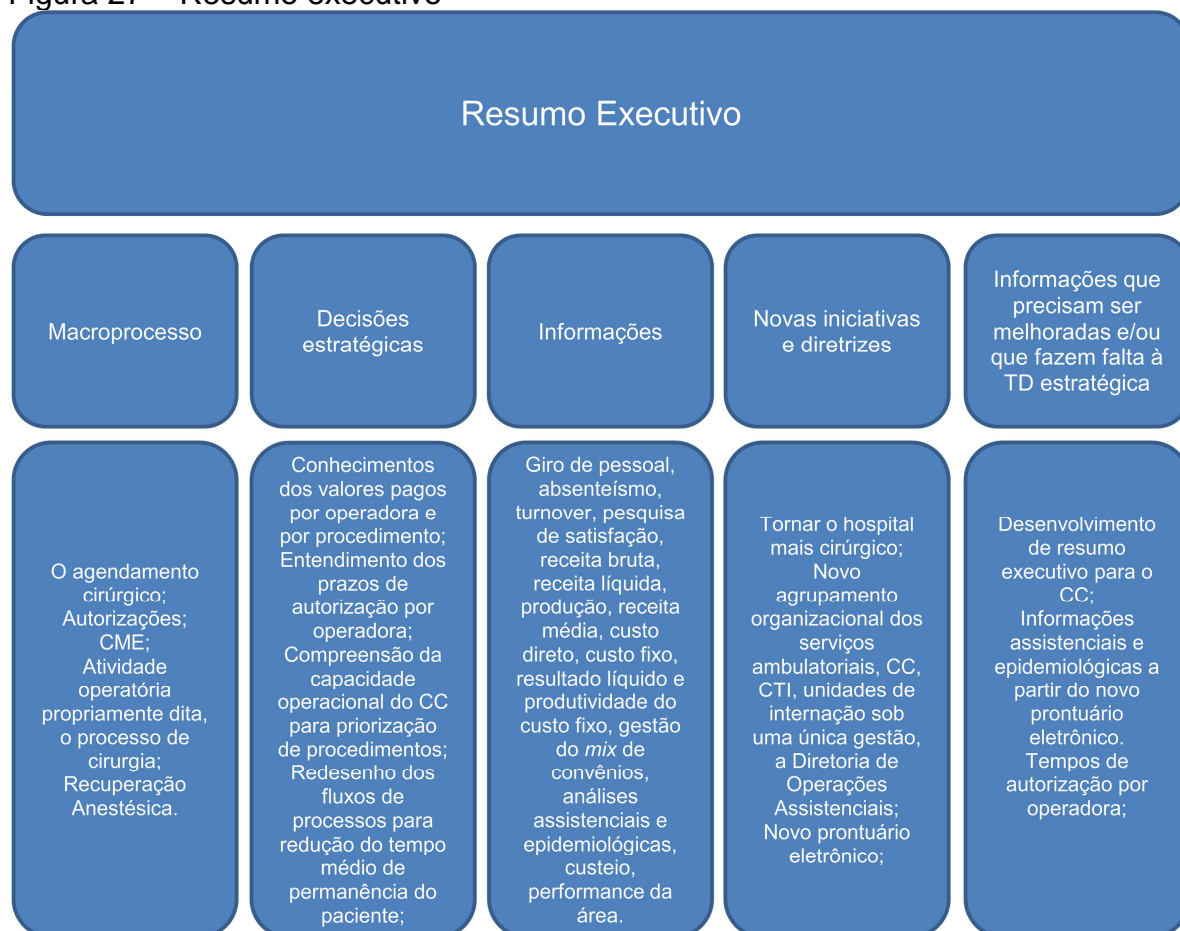 Figura 27 – Resumo executivo
Resumo Executivo
Macroprocesso
Decisões
estratégicas
Informações
Novas iniciativas
e diretrizes
Informações que
precisam ser
melhoradas e/ou
que fazem falta à
TD estratégica
O agendamento
cirúrgico;
Autorizações;
CME;
Atividade
operatória
propriamente dita,
o processo de
cirurgia;
Recuperação
Anestésica.
Conhecimentos
dos valores pagos
por operadora e
por procedimento;
Entendimento dos
prazos de
autorização por
operadora;
Compreensão da
capacidade
operacional do CC
para priorização
de procedimentos;
Redesenho dos
fluxos de
processos para
redução do tempo
médio de
permanência do
paciente;
Giro de pessoal,
absenteísmo,
turnover, pesquisa
de satisfação,
receita bruta,
receita líquida,
produção, receita
média, custo
direto, custo fixo,
resultado líquido e
produtividade do
custo fixo, gestão
do mix de
convênios,
análises
assistenciais e
epidemiológicas,
custeio,
performance da
área.
Tornar o hospital
mais cirúrgico;
Novo
agrupamento
organizacional dos
serviços
ambulatoriais, CC,
CTI, unidades de
internação sob
uma única gestão,
a Diretoria de
Operações
Assistenciais;
Novo prontuário
eletrônico;
Desenvolvimento
de resumo
executivo para o
CC;
Informações
assistenciais e
epidemiológicas a
partir do novo
prontuário
eletrônico.
Tempos de
autorização por
operadora;